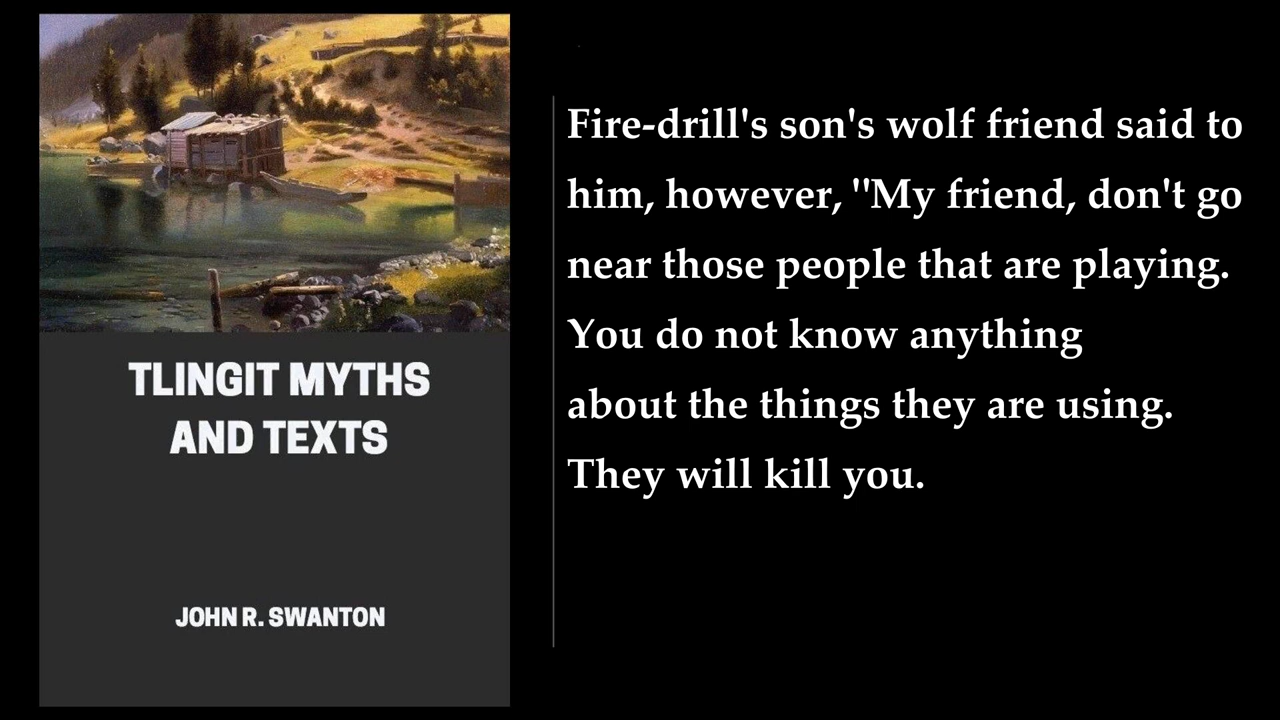 TLINGIT MYTHS
AND TEXTS
JOHN R. SWANTON
Fire-drill's son's wolf friend said to
him, however, "My friend, don't go
near those people that are playing.
You do not know anything
about the things they are using.
They will kill you.